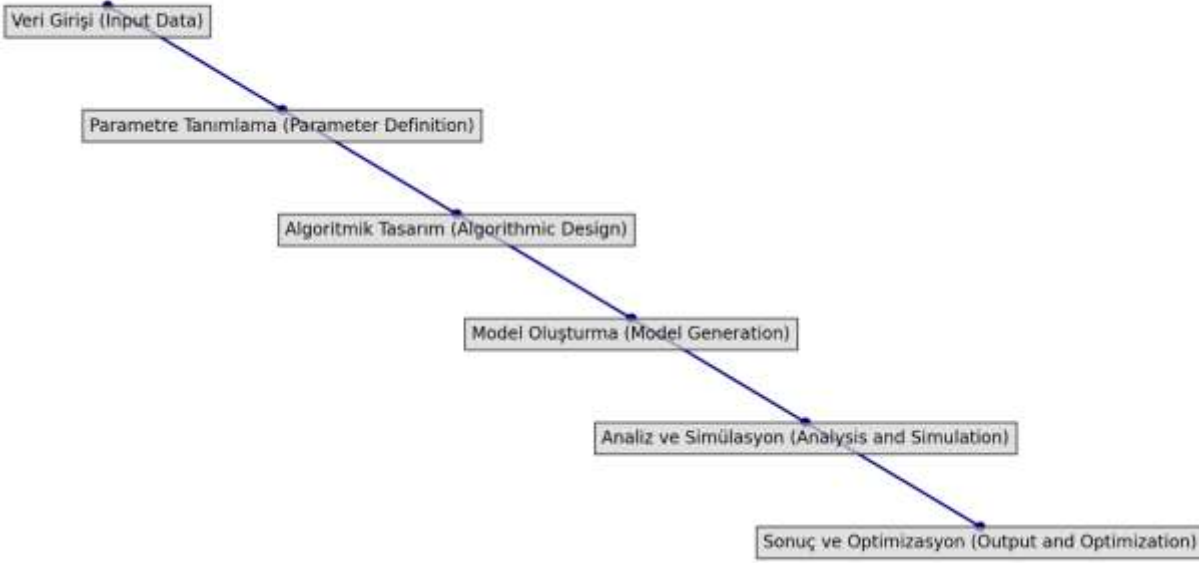 Veri Girişi (Input Data)
Parametre Tanımlama (Parameter Definition)
Algoritmik Tasarım (Algorithmic Design)
Model Oluşturma (Model Generation)
Analiz ve Simülasyon (Analysis and Simulation)
Sonuç ve Optimizasyon (Output and Optimization)